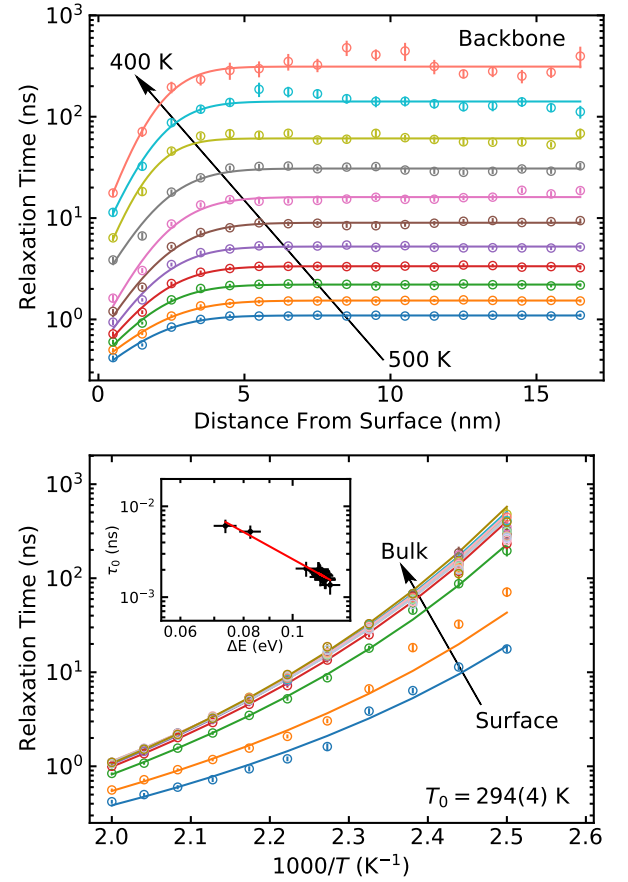 Backbone
400 K
500 K
Relaxation Time (ns)
10³
10²
10¹
10⁰
0 5 10 15
Distance From Surface (nm)
Relaxation Time (ns)
10³
10²
10¹
10⁰
τ₀ (ns)
10⁻²
10⁻³
0.06 0.08 0.10
ΔE (eV)
Bulk
Surface
T₀ = 294(4) K
2.0 2.1 2.2 2.3 2.4 2.5 2.6
1000/T (K⁻¹)